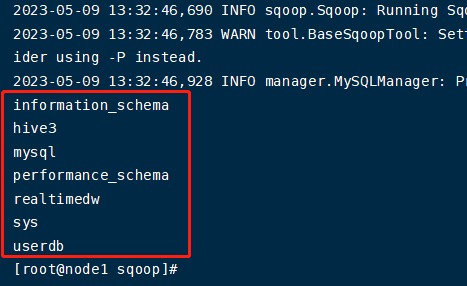 2023-05-09 13:32:46,690 INFO sqoop.Sqoop: Running Sq
2023-05-09 13:32:46,783 WARN tool.BaseSqoopTool: Set
ider using -P instead.
2023-05-09 13:32:46,928 INFO manager.MySQLManager: P
information_schema
hive3
mysql
performance_schema
realtimedw
sys
userdb
[root@node1 sqoop]#